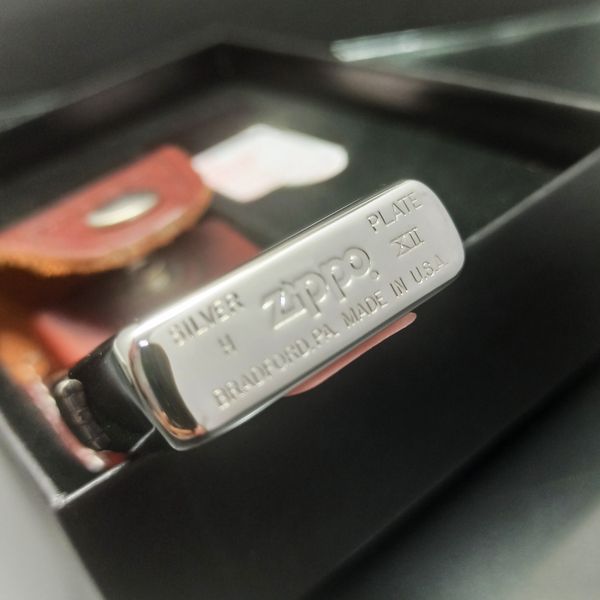 SILVER PLATE
H zippo XII
BRADFORD.PA. MADE IN U.S.A.